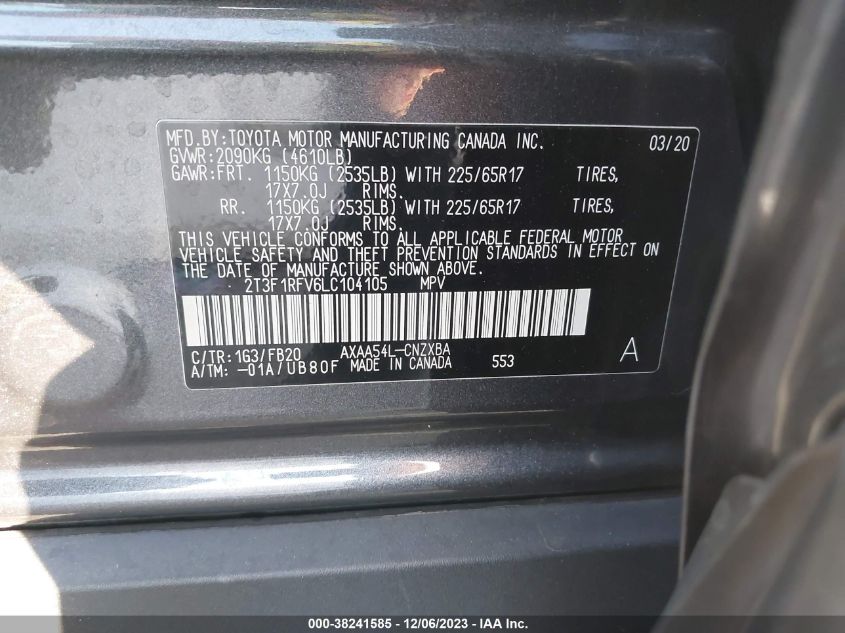 MFD.BY:TOYOTA MOTOR MANUFACTURING CANADA INC. 03/20
GVWR:2090KG (4610LB)
GAWR:FRT. 1150KG (2535LB) WITH 225/65R17 TIRES,
17X7.0J RIMS.
RR. 1150KG (2535LB) WITH 225/65R17 TIRES,
17X7.0J RIMS.
THIS VEHICLE CONFORMS TO ALL APPLICABLE FEDERAL MOTOR
VEHICLE SAFETY AND THEFT PREVENTION STANDARDS IN EFFECT ON
THE DATE OF MANUFACTURE SHOWN ABOVE.
2T3F1RFV6LC104105 MPV
C/TR:1G3/FB20 AXAA54L-CNZXBA
A/TM: -01A/UB80F MADE IN CANADA 553 A
000-38241585 - 12/06/2023 - IAA Inc.